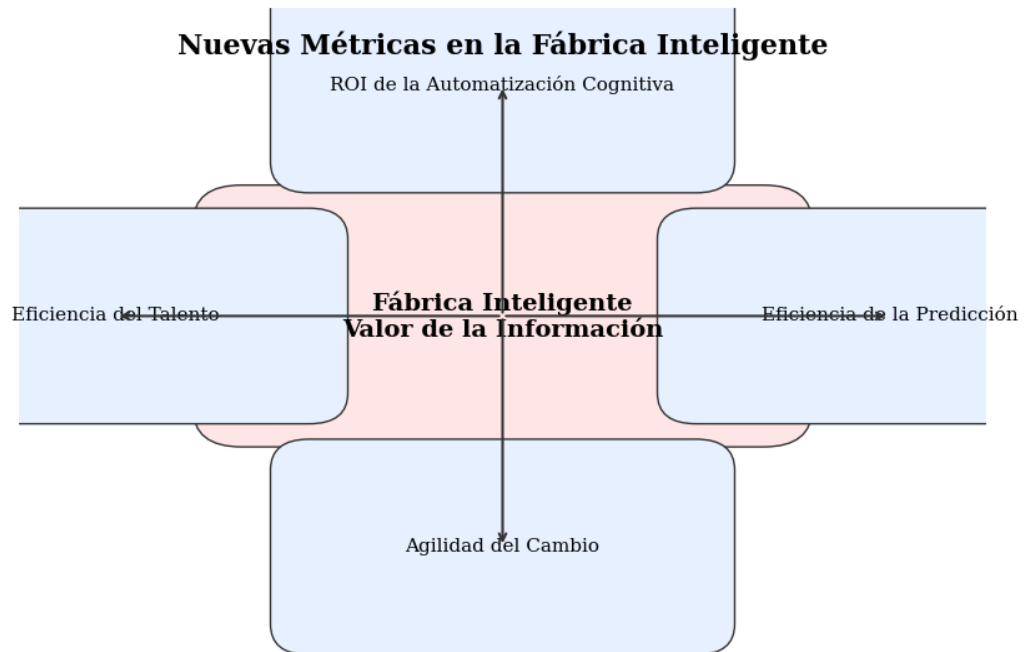 Nuevas Métricas en la Fábrica Inteligente
ROI de la Automatización Cognitiva
Fábrica Inteligente
Valor de la Información
Eficiencia del Talento
Eficiencia de la Predicción
Agilidad del Cambio